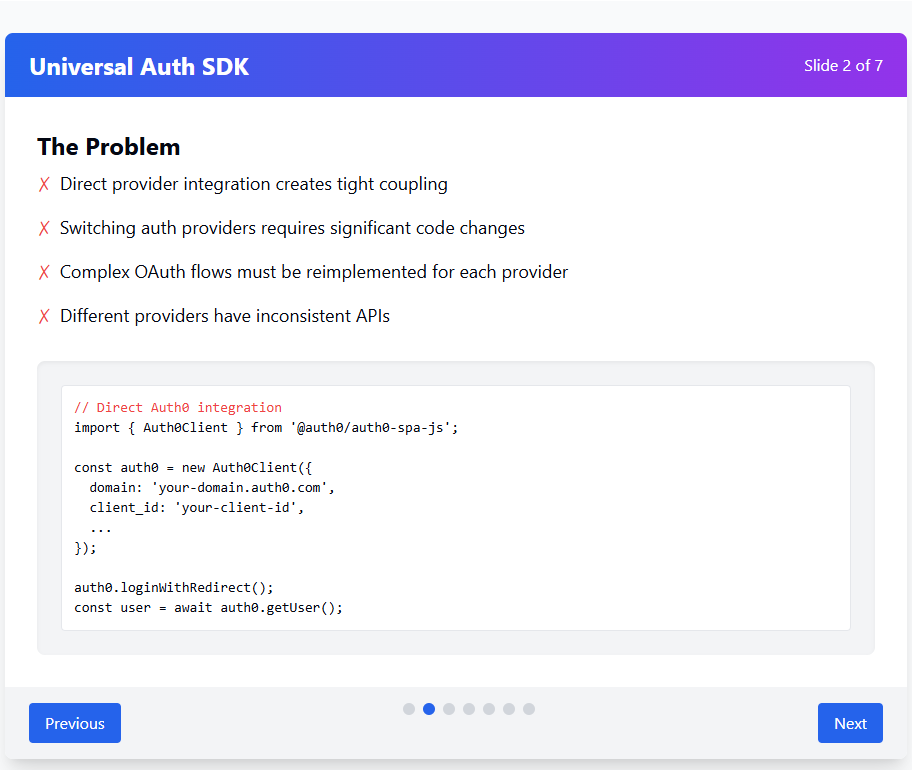 Universal Auth SDK
Slide 2 of 7
The Problem
✗ Direct provider integration creates tight coupling
✗ Switching auth providers requires significant code changes
✗ Complex OAuth flows must be reimplemented for each provider
✗ Different providers have inconsistent APIs
// Direct Auth0 integration
import { Auth0Client } from '@auth0/auth0-spa-js';
const auth0 = new Auth0Client({
  domain: 'your-domain.auth0.com',
  client_id: 'your-client-id',
  ...
});
auth0.loginWithRedirect();
const user = await auth0.getUser();
Previous
Next